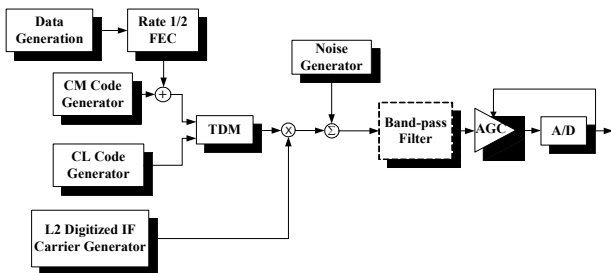 Data
Generation
Rate 1/2
FEC
Noise
Generator
CM Code
Generator
+
TDM
X
Σ
Band-pass
Filter
AGC
A/D
CL Code
Generator
L2 Digitized IF
Carrier Generator